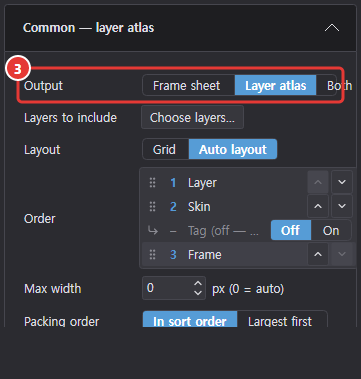 Common — layer atlas
3
Output Frame sheet Layer atlas Both
Layers to include Choose layers...
Layout Grid Auto layout
1 Layer
2 Skin
Order – Tag (off — ... Off On
3 Frame
Max width 0 px (0 = auto)
Packing order In sort order Largest first